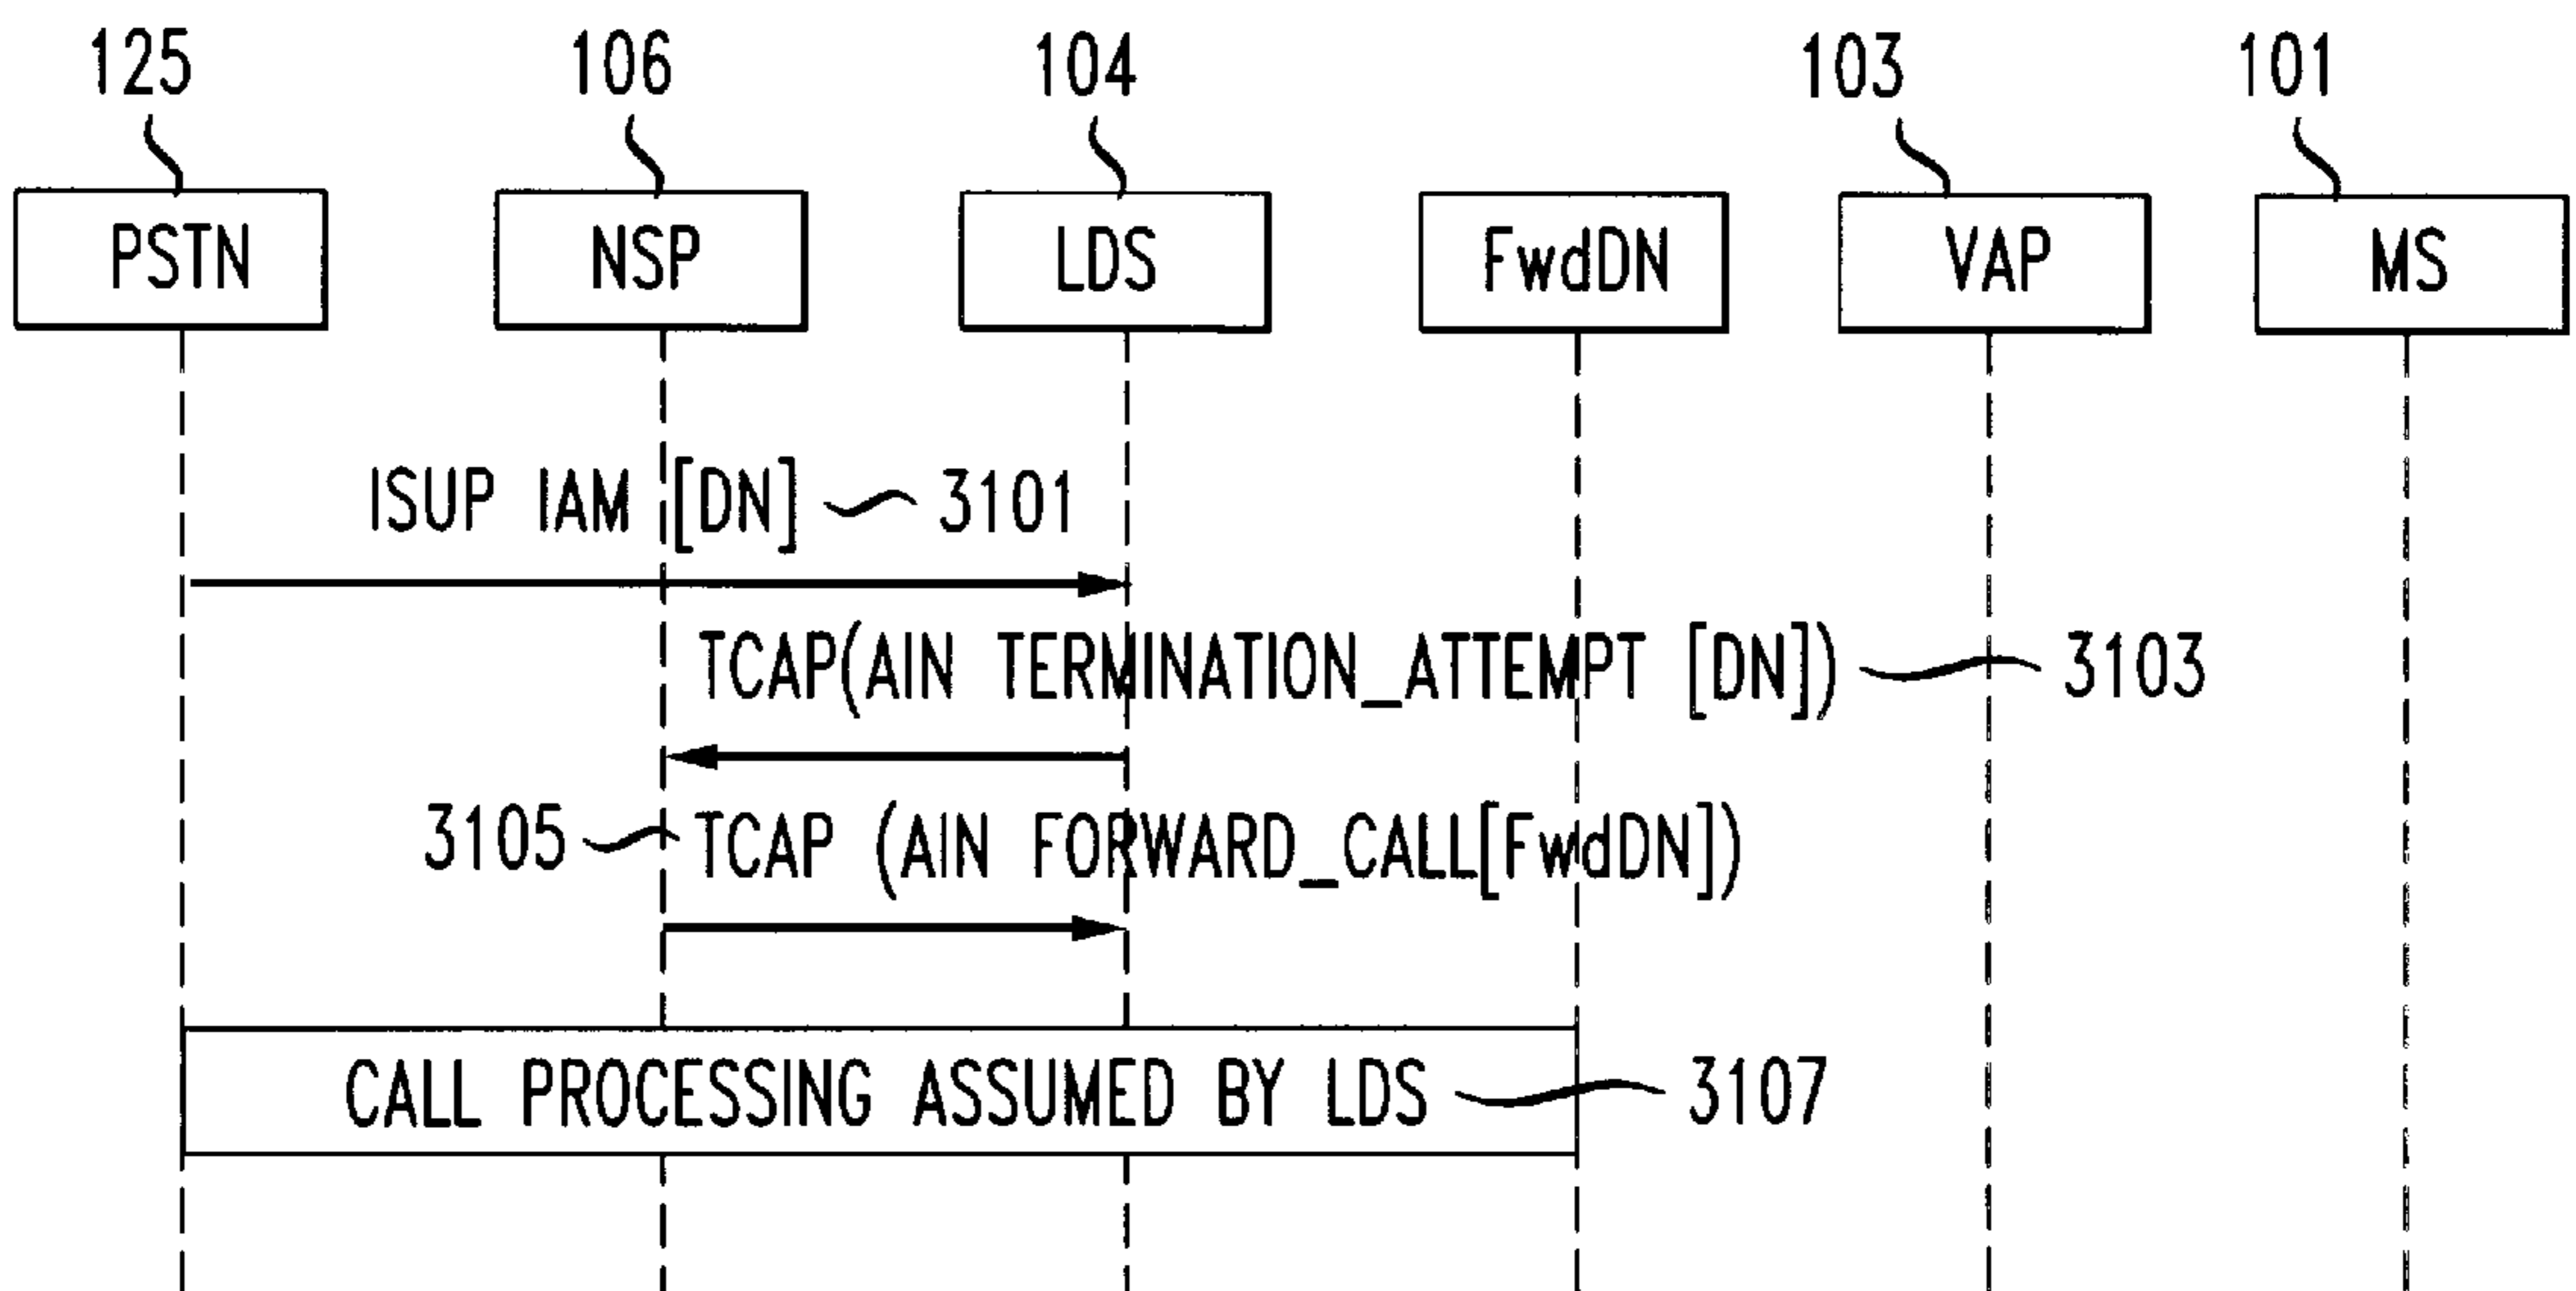 125 106 104 103 101
PSTN NSP LDS FwdDN VAP MS
ISUP IAM [DN] 3101
TCAP(AIN TERMINATION_ATTEMPT [DN]) 3103
3105 TCAP (AIN FORWARD_CALL[FwdDN])
CALL PROCESSING ASSUMED BY LDS 3107